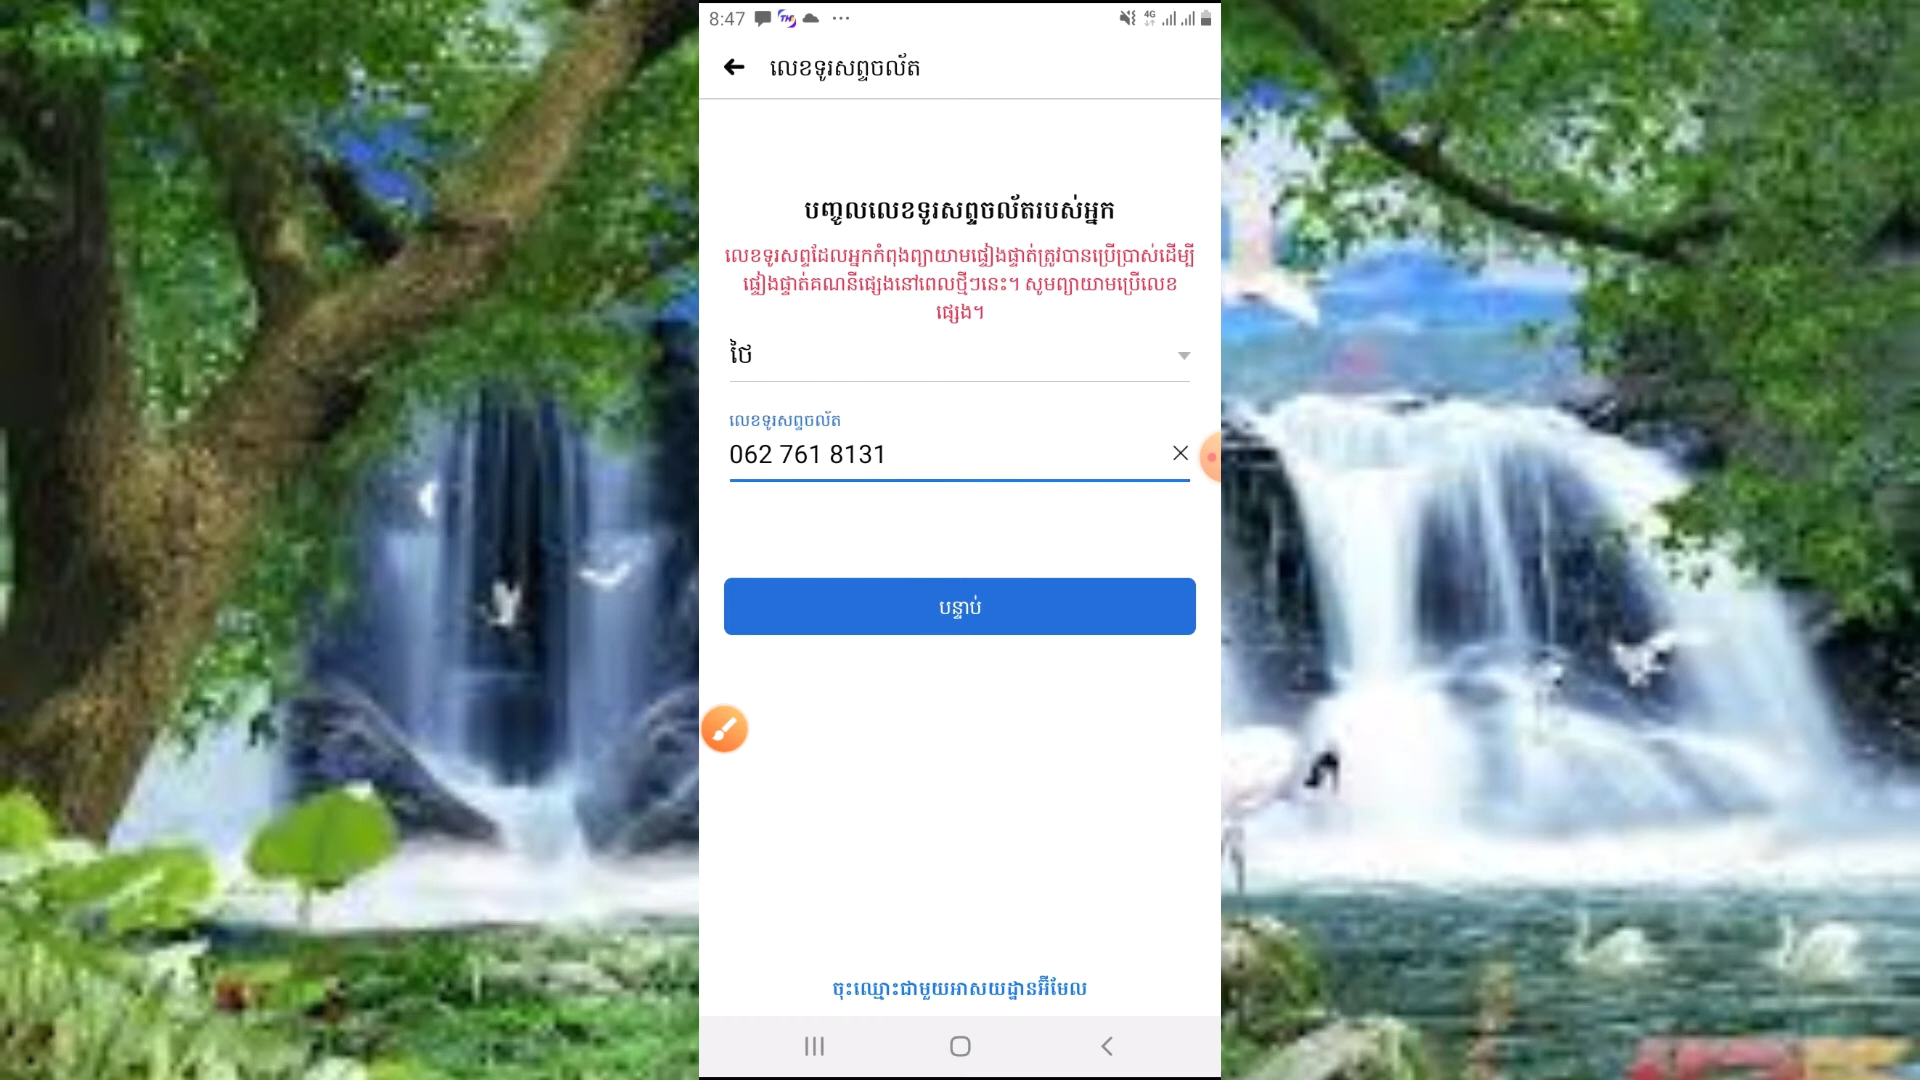 8:47
4G
លេខទូរសព្ទចល័ត
បញ្ចូលលេខទូរសព្ទចល័តរបស់អ្នក
លេខទូរសព្ទដែលអ្នកកំពុងព្យាយាមផ្ទៀងផ្ទាត់ត្រូវបានប្រើប្រាស់ដើម្បី
ផ្ទៀងផ្ទាត់គណនីផ្សេងនៅពេលថ្មីៗនេះ។ សូមព្យាយាមប្រើលេខ
ផ្សេង។
ថៃ
លេខទូរសព្ទចល័ត
062 761 8131
បន្ទាប់
ចុះឈ្មោះជាមួយអាសយដ្ឋានអ៊ីមែល